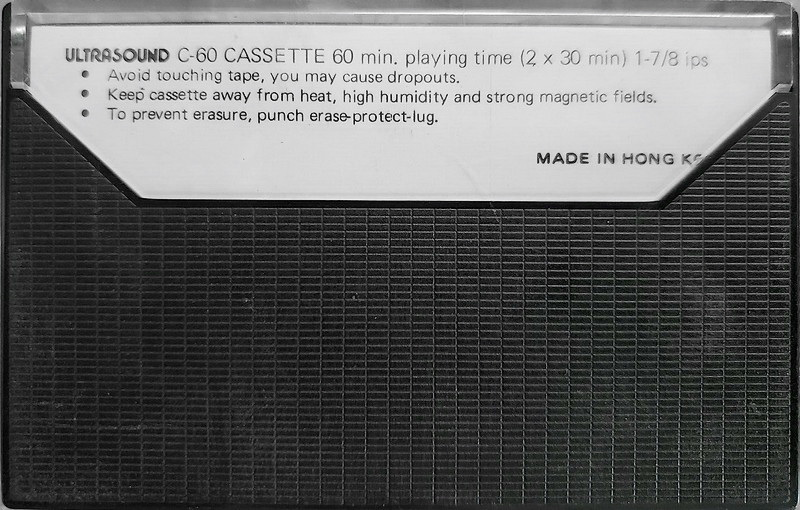 ULTRASOUND C-60 CASSETTE 60 min. playing time (2 x 30 min) 1-7/8 ips
• Avoid touching tape, you may cause dropouts.
• Keep cassette away from heat, high humidity and strong magnetic fields.
• To prevent erasure, punch erase-protect-lug.
MADE IN HONG